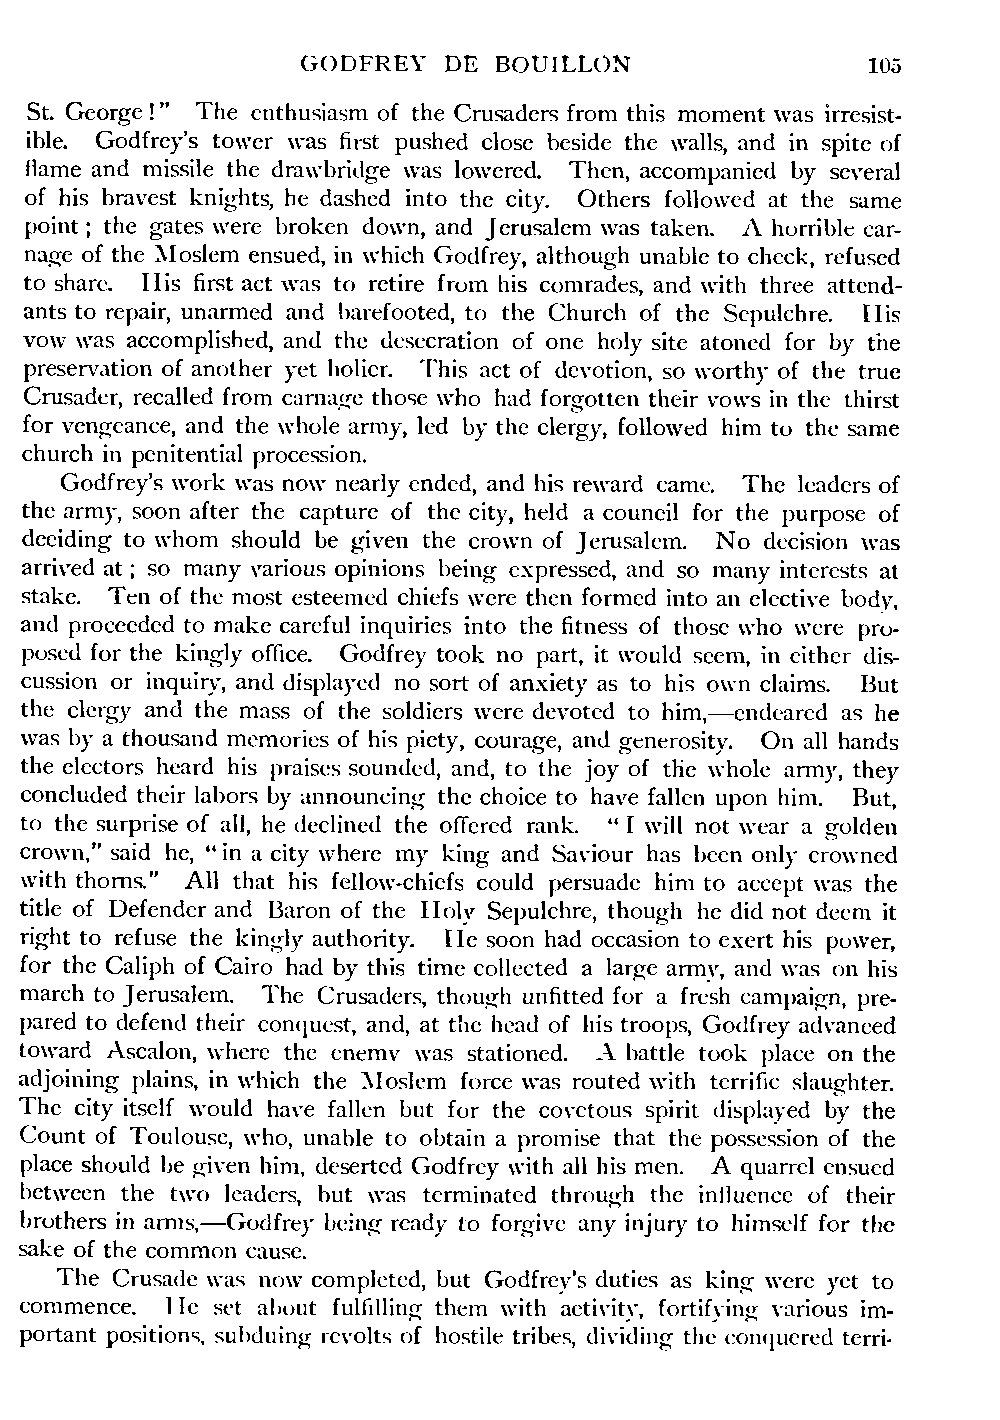 GODFREY DE BOUILLON 105
St. George!" The enthusiasm of the Crusaders from this moment was irresist-
ible. Godfrey's tower was first pushed close beside the walls, and in spite of
flame and missile the drawbridge was lowered. Then, accompanied by several
of his bravest knights, he dashed into the city. Others followed at the same
point; the gates were broken down, and Jerusalem was taken. A horrible car-
nage of the Moslem ensued, in which Godfrey, although unable to check, refused
to share. His first act was to retire from his comrades, and with three attend-
ants to repair, unarmed and barefooted, to the Church of the Sepulchre. His
vow was accomplished, and the desecration of one holy site atoned for by the
preservation of another yet holier. This act of devotion, so worthy of the true
Crusader, recalled from carnage those who had forgotten their vows in the thirst
for vengeance, and the whole army, led by the clergy, followed him to the same
church in penitential procession.
Godfrey's work was now nearly ended, and his reward came. The leaders of
the army, soon after the capture of the city, held a council for the purpose of
deciding to whom should be given the crown of Jerusalem. No decision was
arrived at; so many various opinions being expressed, and so many interests at
stake. Ten of the most esteemed chiefs were then formed into an elective body,
and proceeded to make careful inquiries into the fitness of those who were pro-
posed for the kingly office. Godfrey took no part, it would seem, in either dis-
cussion or inquiry, and displayed no sort of anxiety as to his own claims. But
the clergy and the mass of the soldiers were devoted to him,—endeared as he
was by a thousand memories of his piety, courage, and generosity. On all hands
the electors heard his praises sounded, and, to the joy of the whole army, they
concluded their labors by announcing the choice to have fallen upon him. But,
to the surprise of all, he declined the offered rank. "I will not wear a golden
crown," said he, "in a city where my king and Saviour has been only crowned
with thorns." All that his fellow-chiefs could persuade him to accept was the
title of Defender and Baron of the Holy Sepulchre, though he did not deem it
right to refuse the kingly authority. He soon had occasion to exert his power,
for the Caliph of Cairo had by this time collected a large army, and was on his
march to Jerusalem. The Crusaders, though unfitted for a fresh campaign, pre-
pared to defend their conquest, and, at the head of his troops, Godfrey advanced
toward Ascalon, where the enemy was stationed. A battle took place on the
adjoining plains, in which the Moslem force was routed with terrific slaughter.
The city itself would have fallen but for the covetous spirit displayed by the
Count of Toulouse, who, unable to obtain a promise that the possession of the
place should be given him, deserted Godfrey with all his men. A quarrel ensued
between the two leaders, but was terminated through the influence of their
brothers in arms,—Godfrey being ready to forgive any injury to himself for the
sake of the common cause.
The Crusade was now completed, but Godfrey's duties as king were yet to
commence. He set about fulfilling them with activity, fortifying various im-
portant positions, subduing revolts of hostile tribes, dividing the conquered terri-